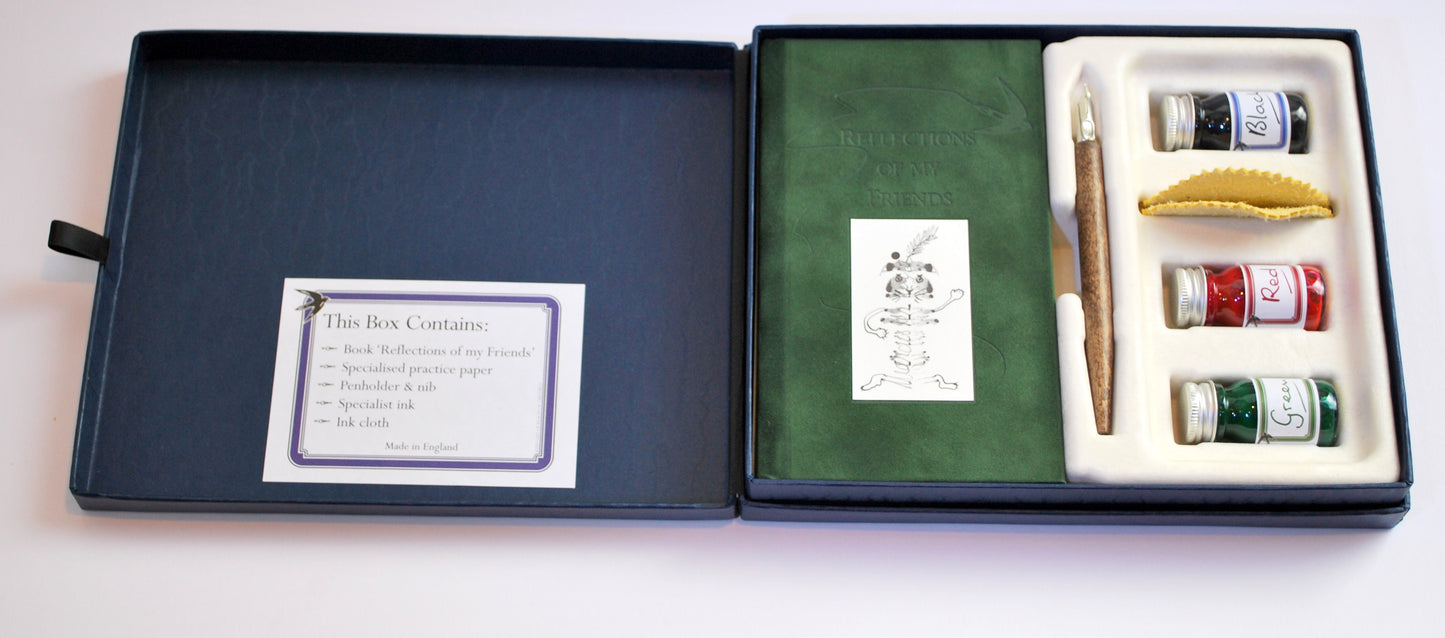 This Box Contains:
Book 'Reflections of my Friends'
Specialised practice paper
Penholder & nib
Specialist ink
Ink cloth
Made in England
Reflections
of my
Friends
Black
Red
Green